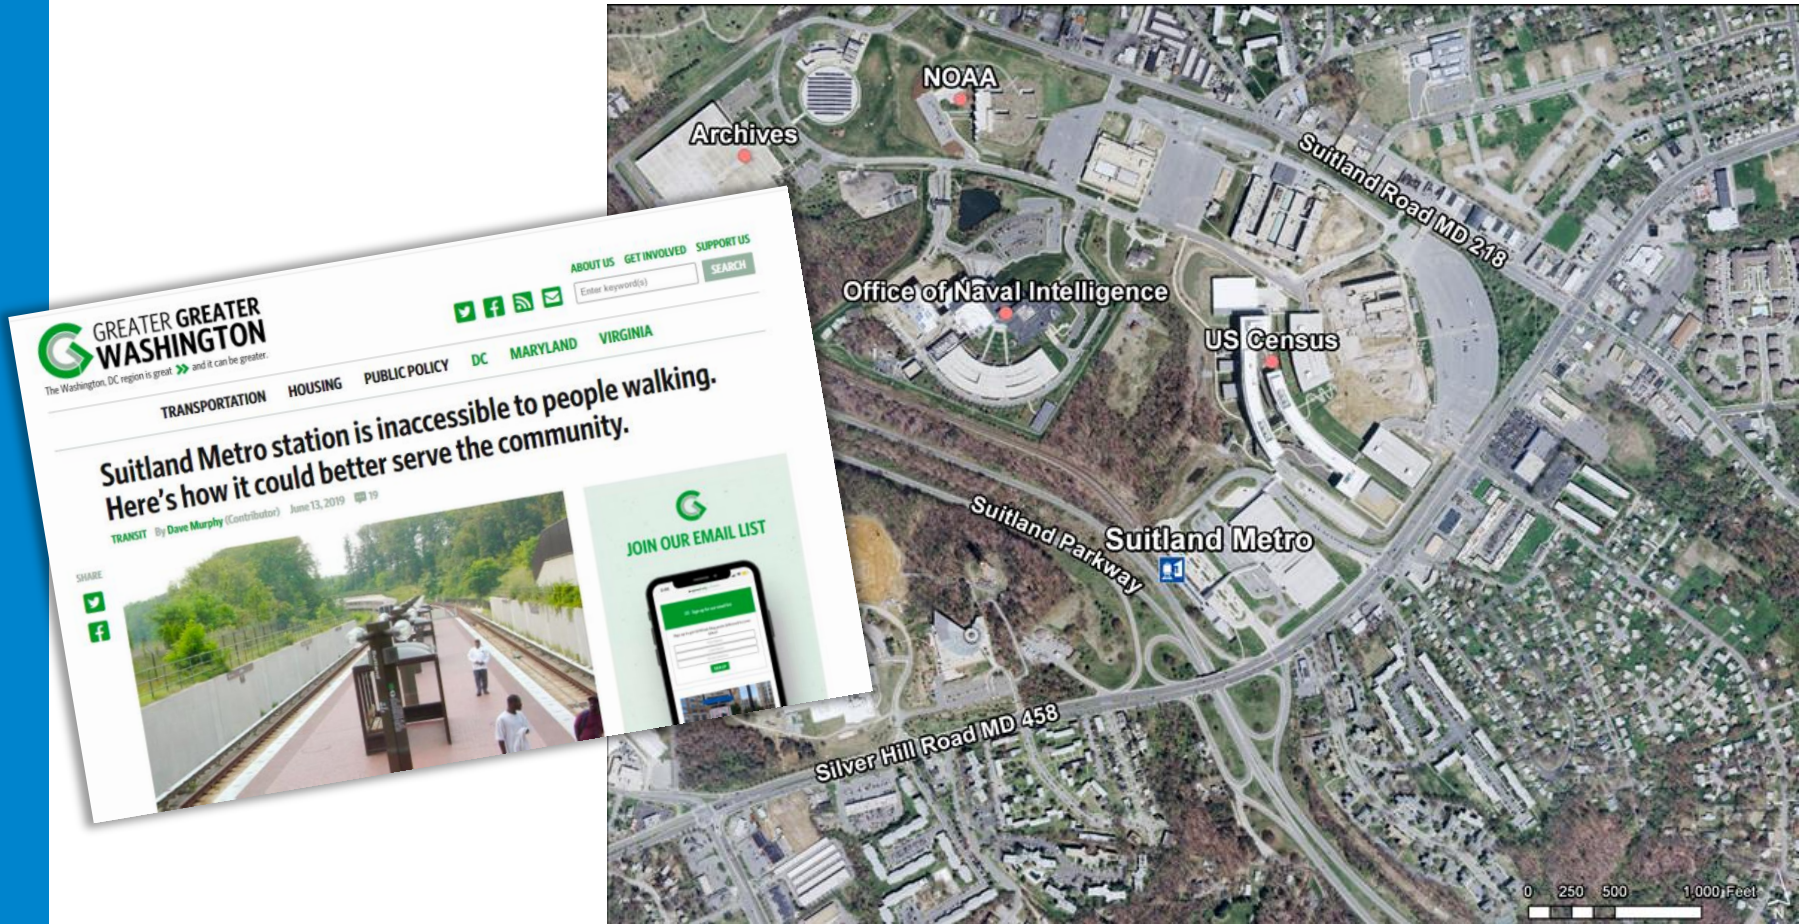 GREATER GREATER
WASHINGTON
The Washington, DC region is great >> and it can be greater.
ABOUT US GET INVOLVED SUPPORT US
Enter keyword(s) SEARCH
TRANSPORTATION HOUSING PUBLIC POLICY DC MARYLAND VIRGINIA
Suitland Metro station is inaccessible to people walking.
Here's how it could better serve the community.
TRANSIT By Dave Murphy (Contributor) June 13, 2019 19
SHARE
JOIN OUR EMAIL LIST
NOAA
Archives
Suitland Road MD 218
Office of Naval Intelligence
US Census
Suitland Parkway
Suitland Metro
Silver Hill Road MD 458
0 250 500 1,000 Feet
N